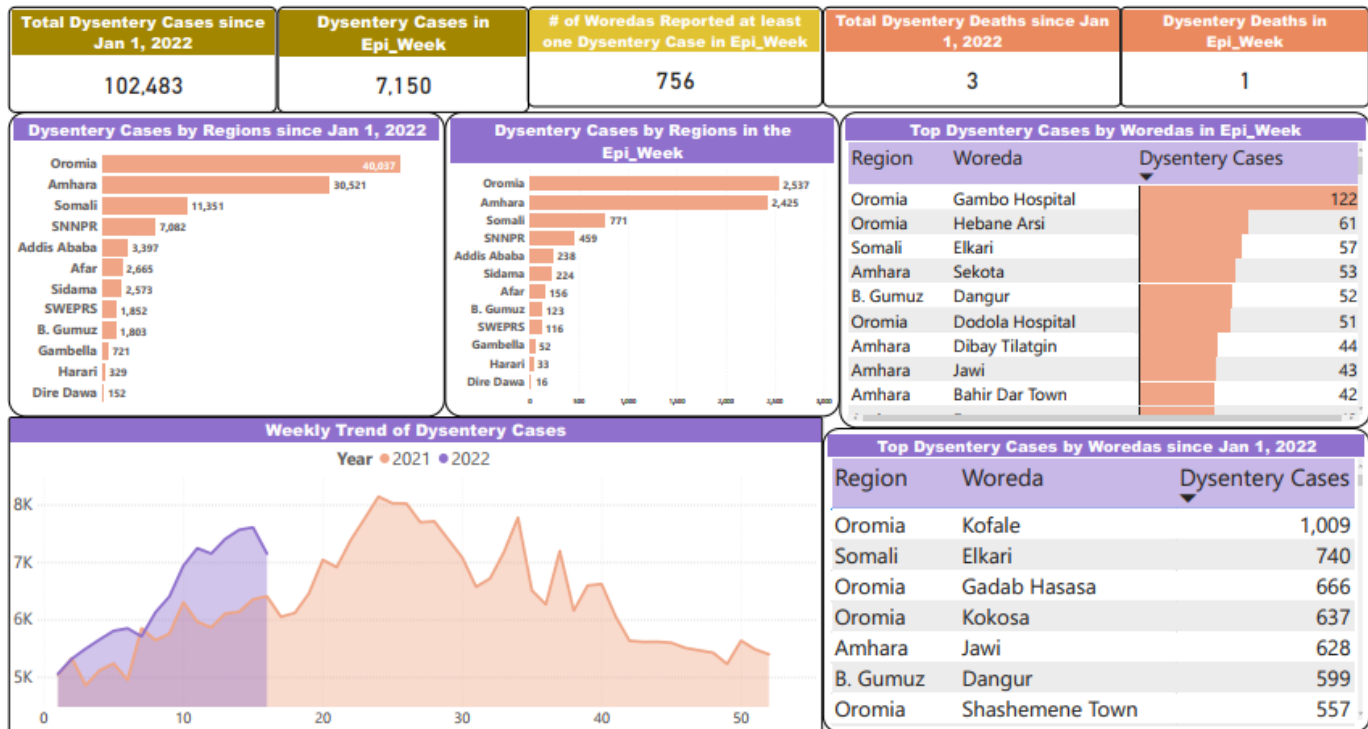 Total Dysentery Cases since
Jan 1, 2022
102,483
Dysentery Cases in
Epi_Week
7,150
# of Woredas Reported at least
one Dysentery Case in Epi_Week
756
Total Dysentery Deaths since Jan
1, 2022
3
Dysentery Deaths in
Epi_Week
1
Dysentery Cases by Regions since Jan 1, 2022
Oromia 40,037
Amhara 30,521
Somali 11,351
SNNPR 7,082
Addis Ababa 3,397
Afar 2,665
Sidama 2,573
SWEPRS 1,852
B. Gumuz 1,803
Gambella 721
Harari 329
Dire Dawa 152
Dysentery Cases by Regions in the
Epi_Week
Oromia 2,537
Amhara 2,425
Somali 771
SNNPR 459
Addis Ababa 238
Sidama 224
Afar 156
B. Gumuz 123
SWEPRS 116
Gambella 52
Harari 33
Dire Dawa 16
Top Dysentery Cases by Woredas in Epi_Week
Region Woreda Dysentery Cases
Oromia Gambo Hospital 122
Oromia Hebane Arsi 61
Somali Elkari 57
Amhara Sekota 53
B. Gumuz Dangur 52
Oromia Dodola Hospital 51
Amhara Dibay Tilatgin 44
Amhara Jawi 43
Amhara Bahir Dar Town 42
Weekly Trend of Dysentery Cases
Year 2021 2022
8K
7K
6K
5K
0 10 20 30 40 50
Top Dysentery Cases by Woredas since Jan 1, 2022
Region Woreda Dysentery Cases
Oromia Kofale 1,009
Somali Elkari 740
Oromia Gadab Hasasa 666
Oromia Kokosa 637
Amhara Jawi 628
B. Gumuz Dangur 599
Oromia Shashemene Town 557